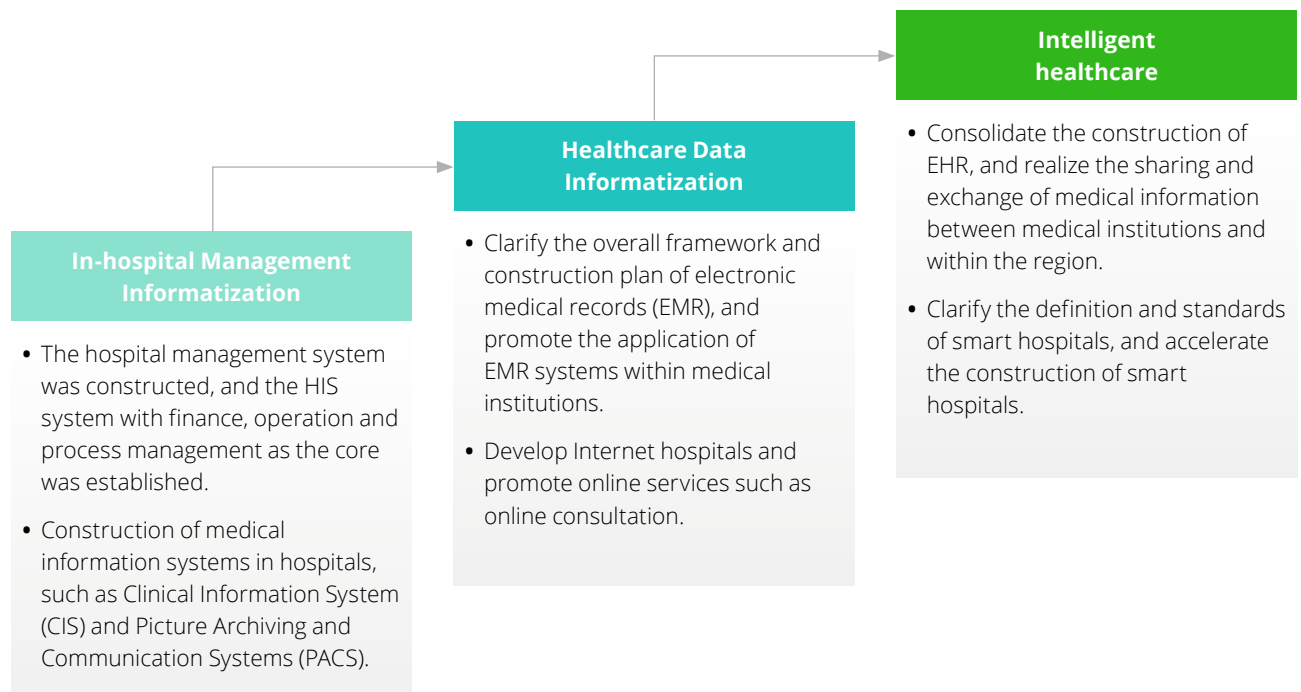 In-hospital Management
Informatization
• The hospital management system
was constructed, and the HIS
system with finance, operation and
process management as the core
was established.
• Construction of medical
information systems in hospitals,
such as Clinical Information System
(CIS) and Picture Archiving and
Communication Systems (PACS).
Healthcare Data
Informatization
• Clarify the overall framework and
construction plan of electronic
medical records (EMR), and
promote the application of
EMR systems within medical
institutions.
• Develop Internet hospitals and
promote online services such as
online consultation.
Intelligent
healthcare
• Consolidate the construction of
EHR, and realize the sharing and
exchange of medical information
between medical institutions and
within the region.
• Clarify the definition and standards
of smart hospitals, and accelerate
the construction of smart
hospitals.